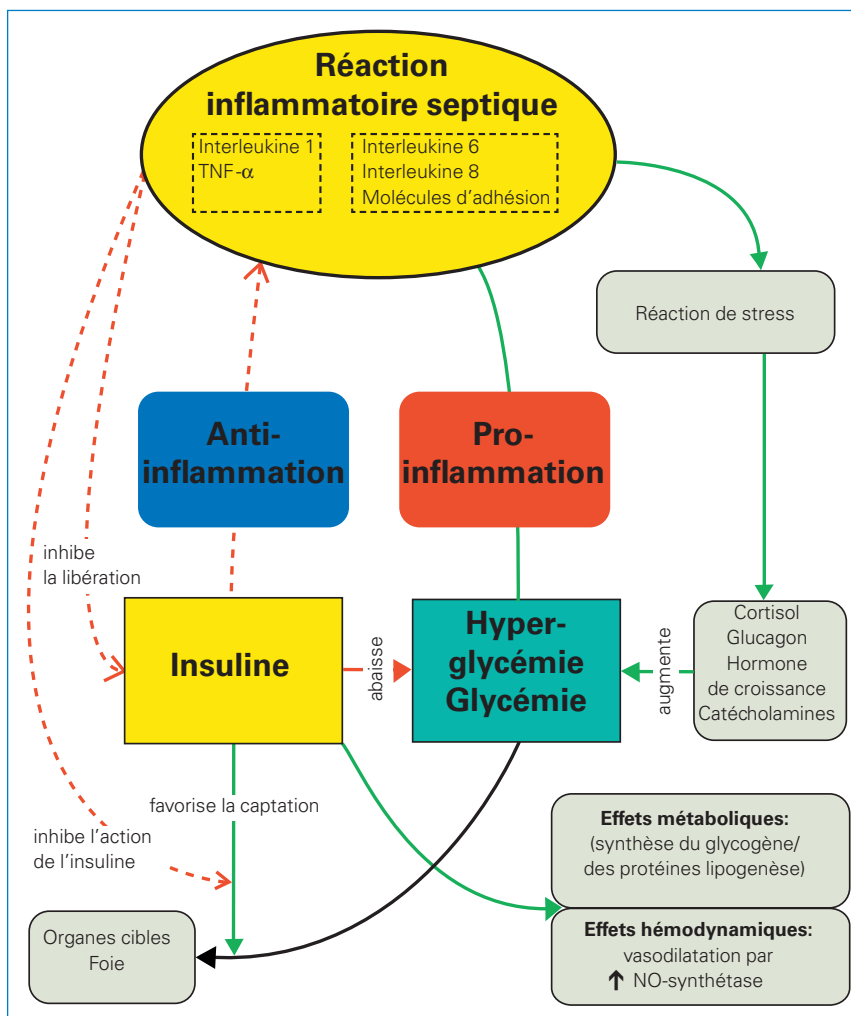 Réaction
inflammatoire septique
Interleukine 1
TNF-α
Interleukine 6
Interleukine 8
Molécules d'adhésion
Réaction de stress
Anti-
inflammation
Pro-
inflammation
inhibe
la libération
Insuline
abaisse
Hyper-
glycémie
Glycémie
augmente
Cortisol
Glucagon
Hormone
de croissance
Catécholamines
favorise la captation
inhibe l'action
de l'insuline
Effets métaboliques:
(synthèse du glycogène/
des protéines lipogenèse)
Organes cibles
Foie
Effets hémodynamiques:
vasodilatation par
↑ NO-synthétase